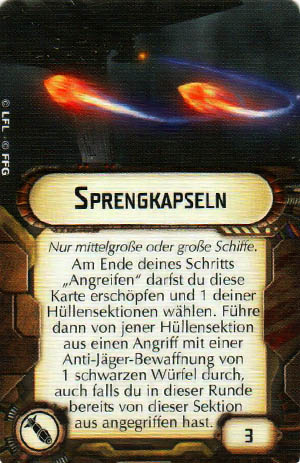 © LFL · © FFG
SPRENGKAPSELN
Nur mittelgroße oder große Schiffe.
Am Ende deines Schritts
„Angreifen“ darfst du diese
Karte erschöpfen und 1 deiner
Hüllensektionen wählen. Führe
dann von jener Hüllensektion
aus einen Angriff mit einer
Anti-Jäger-Bewaffnung von
1 schwarzen Würfel durch,
auch falls du in dieser Runde
bereits von dieser Sektion
aus angegriffen hast.
3